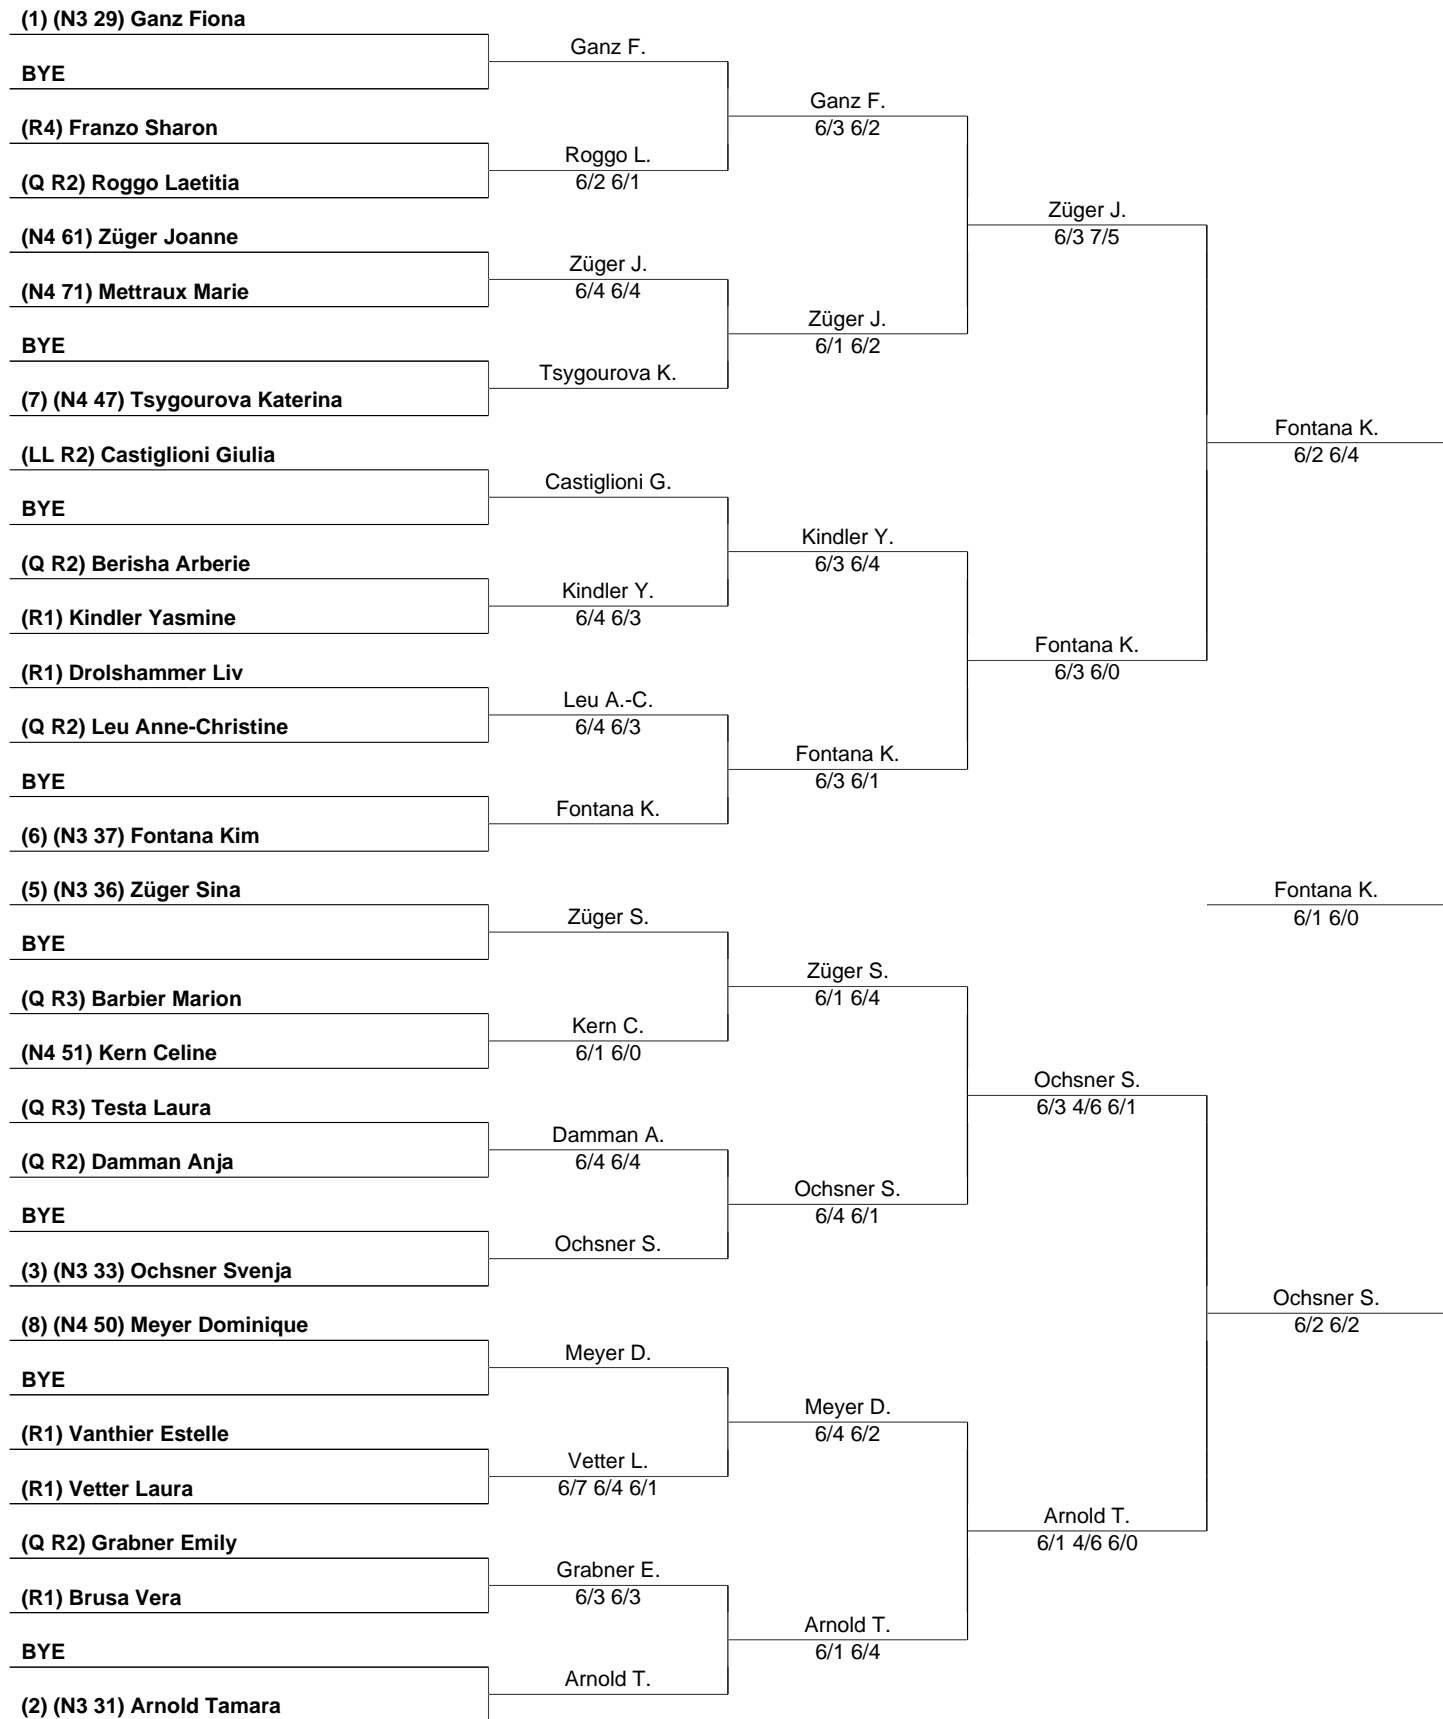 (1) (N3 29) Ganz Fiona
Ganz F.
BYE
Ganz F.
6/3 6/2
(R4) Franzo Sharon
Roggo L.
6/2 6/1
(Q R2) Roggo Laetitia
Züger J.
6/3 7/5
(N4 61) Züger Joanne
Züger J.
6/4 6/4
(N4 71) Mettraux Marie
Züger J.
6/1 6/2
BYE
Tsygourova K.
(7) (N4 47) Tsygourova Katerina
Fontana K.
6/2 6/4
(LL R2) Castiglioni Giulia
Castiglioni G.
BYE
Kindler Y.
6/3 6/4
(Q R2) Berisha Arberie
Kindler Y.
6/4 6/3
(R1) Kindler Yasmine
Fontana K.
6/3 6/0
(R1) Drolshammer Liv
Leu A.-C.
6/4 6/3
(Q R2) Leu Anne-Christine
Fontana K.
6/3 6/1
BYE
Fontana K.
(6) (N3 37) Fontana Kim
(5) (N3 36) Züger Sina
Fontana K.
6/1 6/0
Züger S.
BYE
Züger S.
6/1 6/4
(Q R3) Barbier Marion
Kern C.
6/1 6/0
(N4 51) Kern Celine
Ochsner S.
6/3 4/6 6/1
(Q R3) Testa Laura
Damman A.
6/4 6/4
(Q R2) Damman Anja
Ochsner S.
6/4 6/1
BYE
Ochsner S.
(3) (N3 33) Ochsner Svenja
Ochsner S.
6/2 6/2
(8) (N4 50) Meyer Dominique
Meyer D.
BYE
Meyer D.
6/4 6/2
(R1) Vanthier Estelle
Vetter L.
6/7 6/4 6/1
(R1) Vetter Laura
Arnold T.
6/1 4/6 6/0
(Q R2) Grabner Emily
Grabner E.
6/3 6/3
(R1) Brusa Vera
Arnold T.
6/1 6/4
BYE
Arnold T.
(2) (N3 31) Arnold Tamara